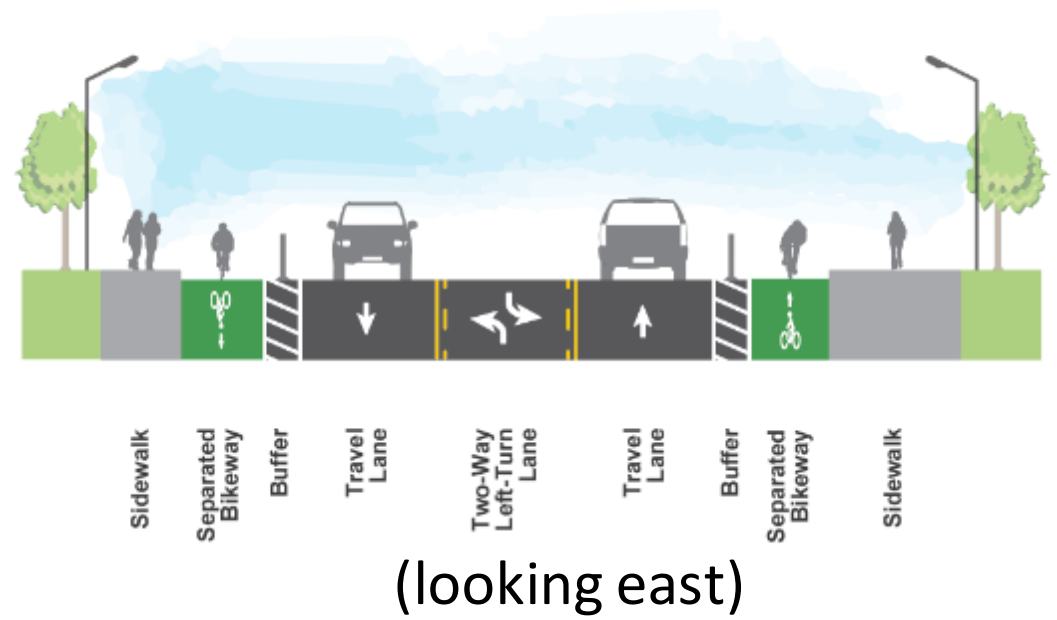 Sidewalk
Separated
Bikeway
Buffer
Travel
Lane
Two-Way
Left-Turn
Lane
Travel
Lane
Buffer
Separated
Bikeway
Sidewalk
(looking east)